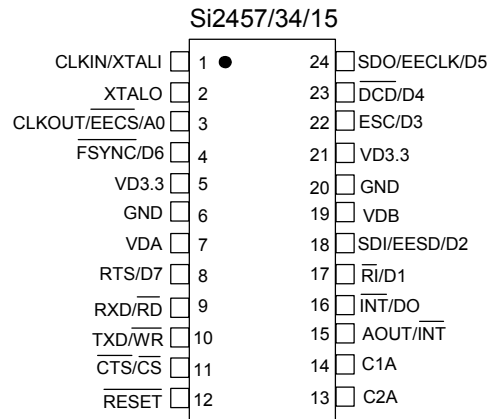 Si2457/34/15
CLKIN/XTALI 1 24 SDO/EECLK/D5
XTALO 2 23 DCD/D4
CLKOUT/EECS/A0 3 22 ESC/D3
FSYNC/D6 4 21 VD3.3
VD3.3 5 20 GND
GND 6 19 VDB
VDA 7 18 SDI/EESD/D2
RTS/D7 8 17 RI/D1
RXD/RD 9 16 INT/DO
TXD/WR 10 15 AOUT/INT
CTS/CS 11 14 C1A
RESET 12 13 C2A